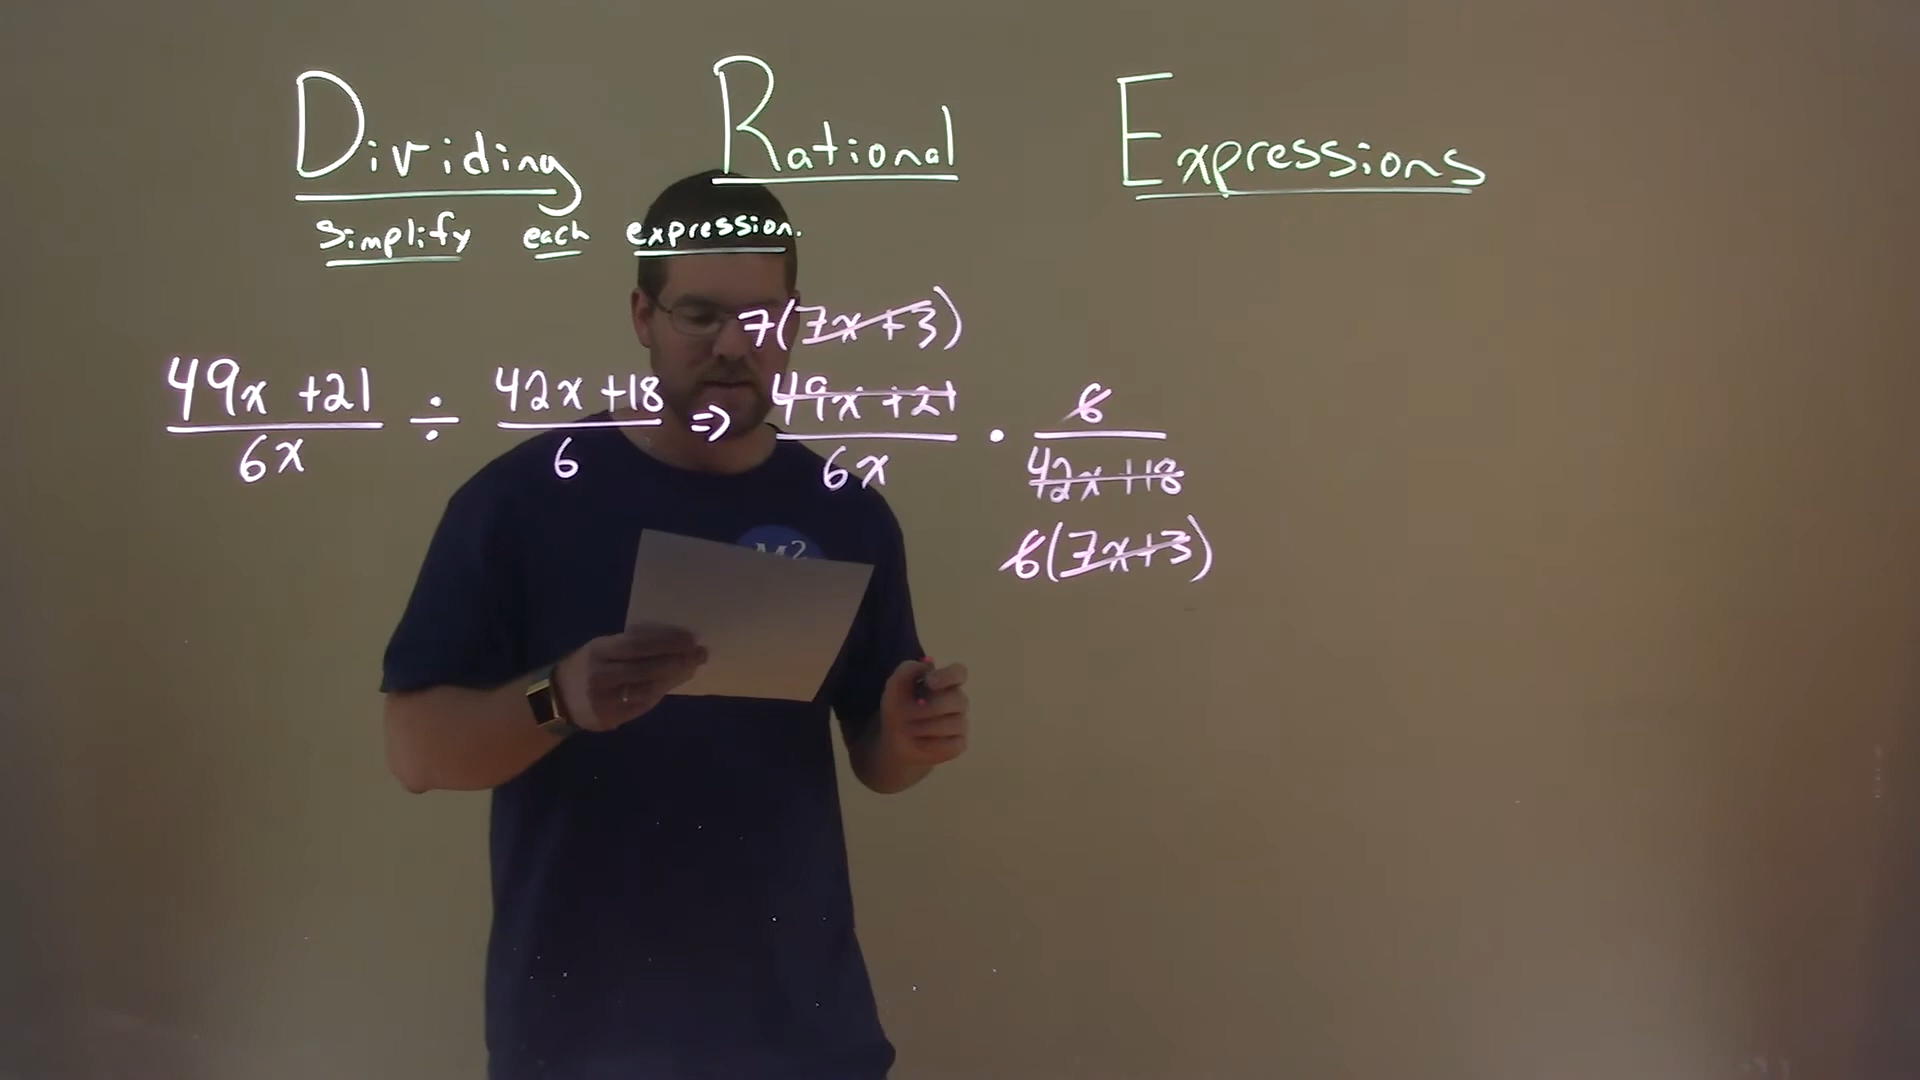 Dividing Rational Expressions
Simplify each expression.
7(7x+3)
49x+21 ÷ 42x+18 ⇒ 49x+21 · 6
6x 6 6x 42x+18
6(7x+3)
M²